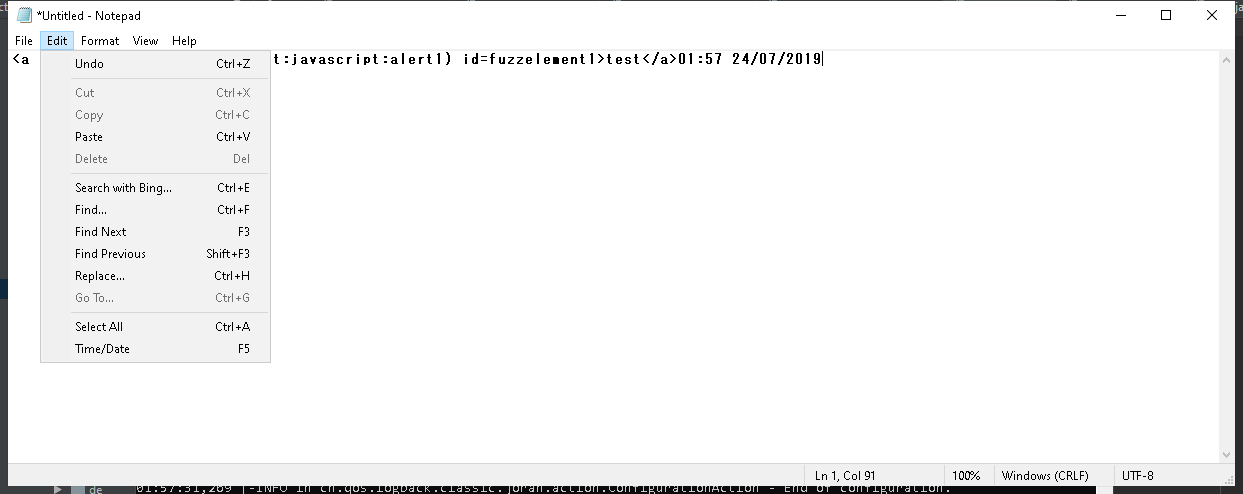 *Untitled - Notepad
File Edit Format View Help
<a t:javascript:alert1) id=fuzzelement1>test</a>01:57 24/07/2019
Undo Ctrl+Z
Cut Ctrl+X
Copy Ctrl+C
Paste Ctrl+V
Delete Del
Search with Bing... Ctrl+E
Find... Ctrl+F
Find Next F3
Find Previous Shift+F3
Replace... Ctrl+H
Go To... Ctrl+G
Select All Ctrl+A
Time/Date F5
Ln 1, Col 91 100% Windows (CRLF) UTF-8
de 01:57:31,269 |-INFO in ch.qos.logback.classic.joran.action.ConfigurationAction - End of configuration.